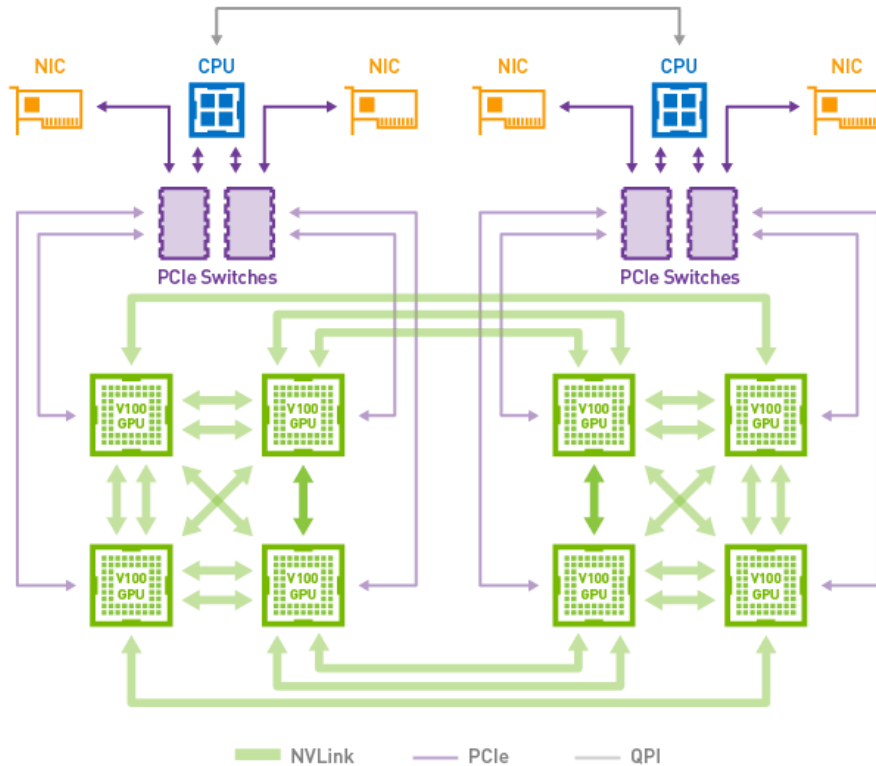 NIC
CPU
NIC
NIC
CPU
NIC
PCIe Switches
PCIe Switches
V100
GPU
V100
GPU
V100
GPU
V100
GPU
V100
GPU
V100
GPU
V100
GPU
V100
GPU
NVLink
PCIe
QPI